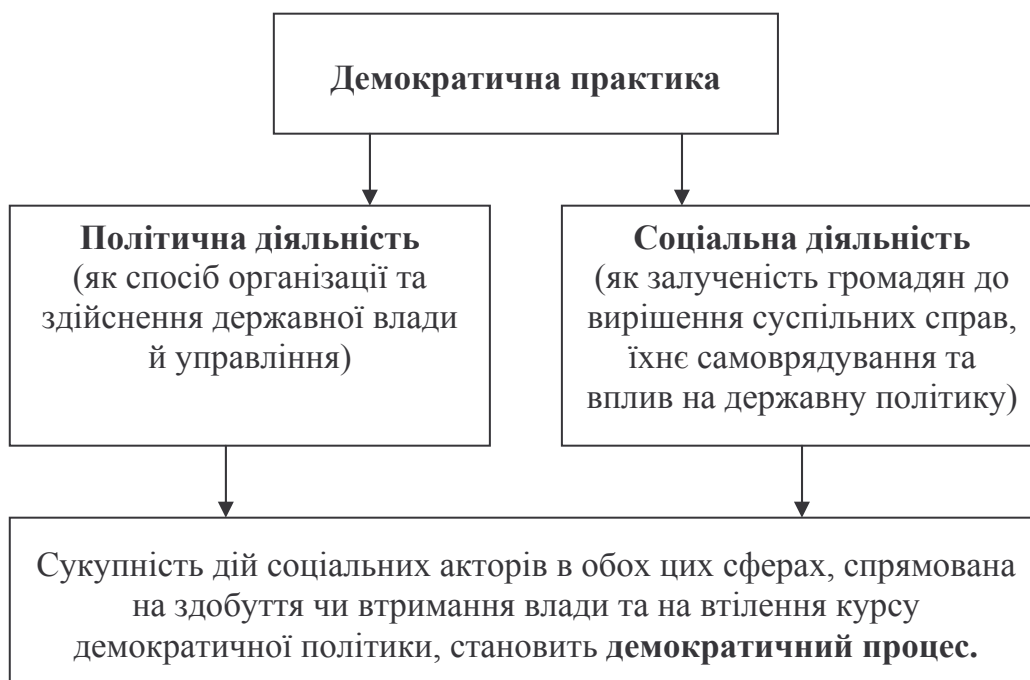 Демократична практика
Політична діяльність
(як спосіб організації та
здійснення державної влади
й управління)
Соціальна діяльність
(як залученість громадян до
вирішення суспільних справ,
їхнє самоврядування та
вплив на державну політику)
Сукупність дій соціальних акторів в обох цих сферах, спрямована
на здобуття чи втримання влади та на втілення курсу
демократичної політики, становить демократичний процес.